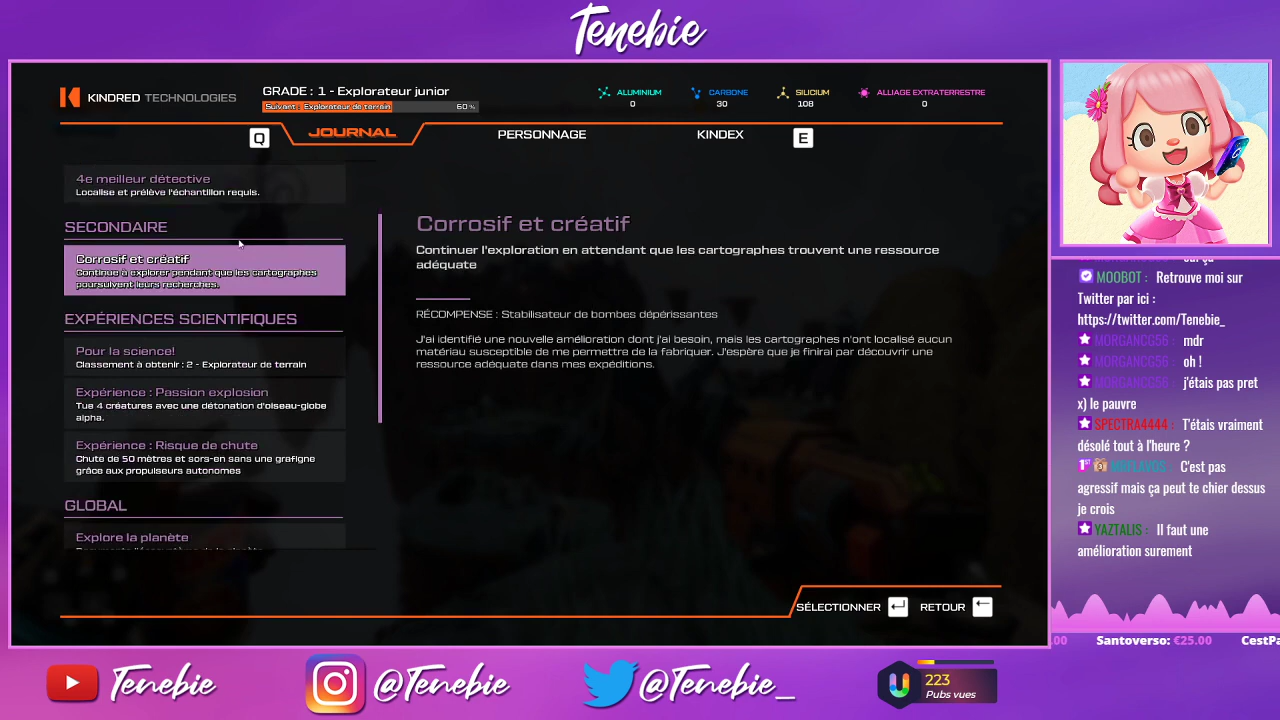 Tenebie
KINDRED TECHNOLOGIES
GRADE : 1 - Explorateur junior
Suivant : Explorateur de terrain 60 %
ALUMINIUM
0
CARBONE
30
SILICIUM
108
ALLIAGE EXTRATERRESTRE
0
Q JOURNAL PERSONNAGE KINDEX E
4e meilleur détective
Localise et prélève l'échantillon requis.
SECONDAIRE
Corrosif et créatif
Continue à explorer pendant que les cartographes
poursuivent leurs recherches.
EXPÉRIENCES SCIENTIFIQUES
Pour la science!
Classement à obtenir : 2 - Explorateur de terrain
Expérience : Passion explosion
Tue 4 créatures avec une détonation d'oiseau-globe
alpha.
Expérience : Risque de chute
Chute de 50 mètres et sors-en sans une grafigne
grâce aux propulseurs autonomes
GLOBAL
Explore la planète
Corrosif et créatif
Continuer l'exploration en attendant que les cartographes trouvent une ressource
adéquate
RÉCOMPENSE : Stabilisateur de bombes dépérissantes
J'ai identifié une nouvelle amélioration dont j'ai besoin, mais les cartographes n'ont localisé aucun
matériau susceptible de me permettre de la fabriquer. J'espère que je finirai par découvrir une
ressource adéquate dans mes expéditions.
SÉLECTIONNER RETOUR
MOOBOT : Retrouve moi sur
Twitter par ici :
https://twitter.com/Tenebie_
MORGANCG56 : mdr
MORGANCG56 : oh !
MORGANCG56 : j'étais pas pret
x) le pauvre
SPECTRA4444 : T'étais vraiment
désolé tout à l'heure ?
C'est pas
agressif mais ça peut te chier dessus
je crois
YAZTALIS : Il faut une
amélioration surement
.00 Santoverso: €25.00 CestPa
Tenebie
@Tenebie
@Tenebie_
223
Pubs vues